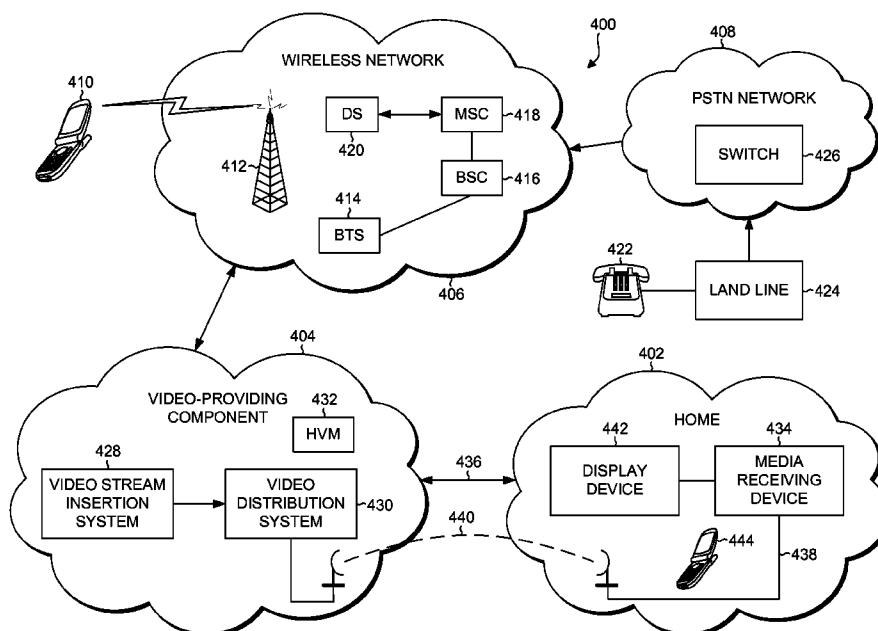 400
408
WIRELESS NETWORK
410
PSTN NETWORK
DS
MSC
418
420
SWITCH
426
412
BSC
416
414
BTS
422
LAND LINE
424
406
404
402
VIDEO-PROVIDING
COMPONENT
432
HVM
HOME
442
434
428
436
VIDEO STREAM
INSERTION
SYSTEM
VIDEO
DISTRIBUTION
SYSTEM
430
DISPLAY
DEVICE
MEDIA
RECEIVING
DEVICE
440
444
438